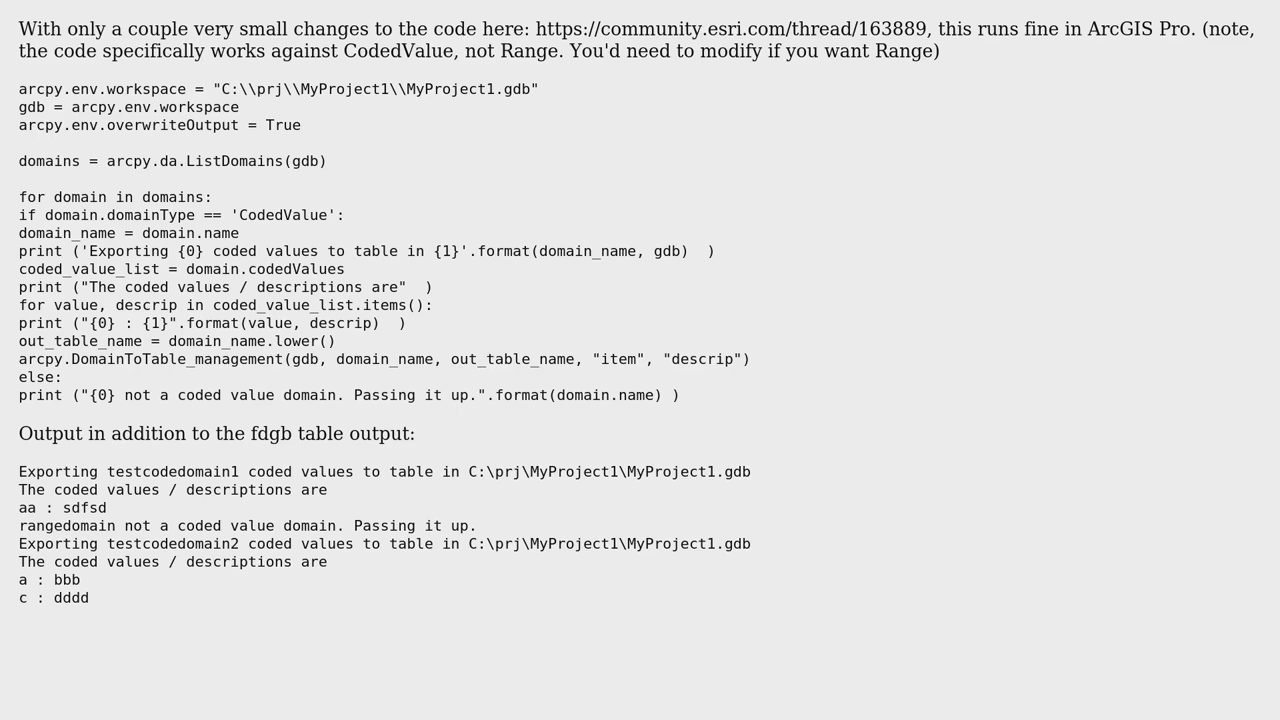 With only a couple very small changes to the code here: https://community.esri.com/thread/163889, this runs fine in ArcGIS Pro. (note,
the code specifically works against CodedValue, not Range. You'd need to modify if you want Range)
arcpy.env.workspace = "C:\\prj\\MyProject1\\MyProject1.gdb"
gdb = arcpy.env.workspace
arcpy.env.overwriteOutput = True
domains = arcpy.da.ListDomains(gdb)
for domain in domains:
if domain.domainType == 'CodedValue':
domain_name = domain.name
print ('Exporting {0} coded values to table in {1}'.format(domain_name, gdb)  )
coded_value_list = domain.codedValues
print ("The coded values / descriptions are"  )
for value, descrip in coded_value_list.items():
print ("{0} : {1}".format(value, descrip)  )
out_table_name = domain_name.lower()
arcpy.DomainToTable_management(gdb, domain_name, out_table_name, "item", "descrip")
else:
print ("{0} not a coded value domain. Passing it up.".format(domain.name) )
Output in addition to the fdgb table output:
Exporting testcodedomain1 coded values to table in C:\prj\MyProject1\MyProject1.gdb
The coded values / descriptions are
aa : sdfsd
rangedomain not a coded value domain. Passing it up.
Exporting testcodedomain2 coded values to table in C:\prj\MyProject1\MyProject1.gdb
The coded values / descriptions are
a : bbb
c : dddd